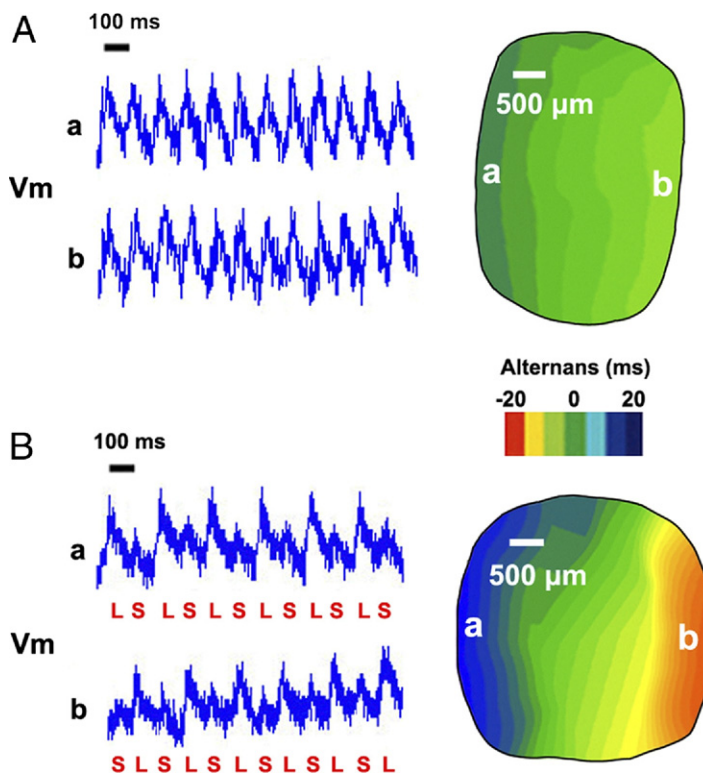 A
100 ms
a
Vm
b
500 µm
a
b
Alternans (ms)
-20 0 20
B
100 ms
a
L S L S L S L S L S L S
Vm
b
S L S L S L S L S L S L
500 µm
a
b